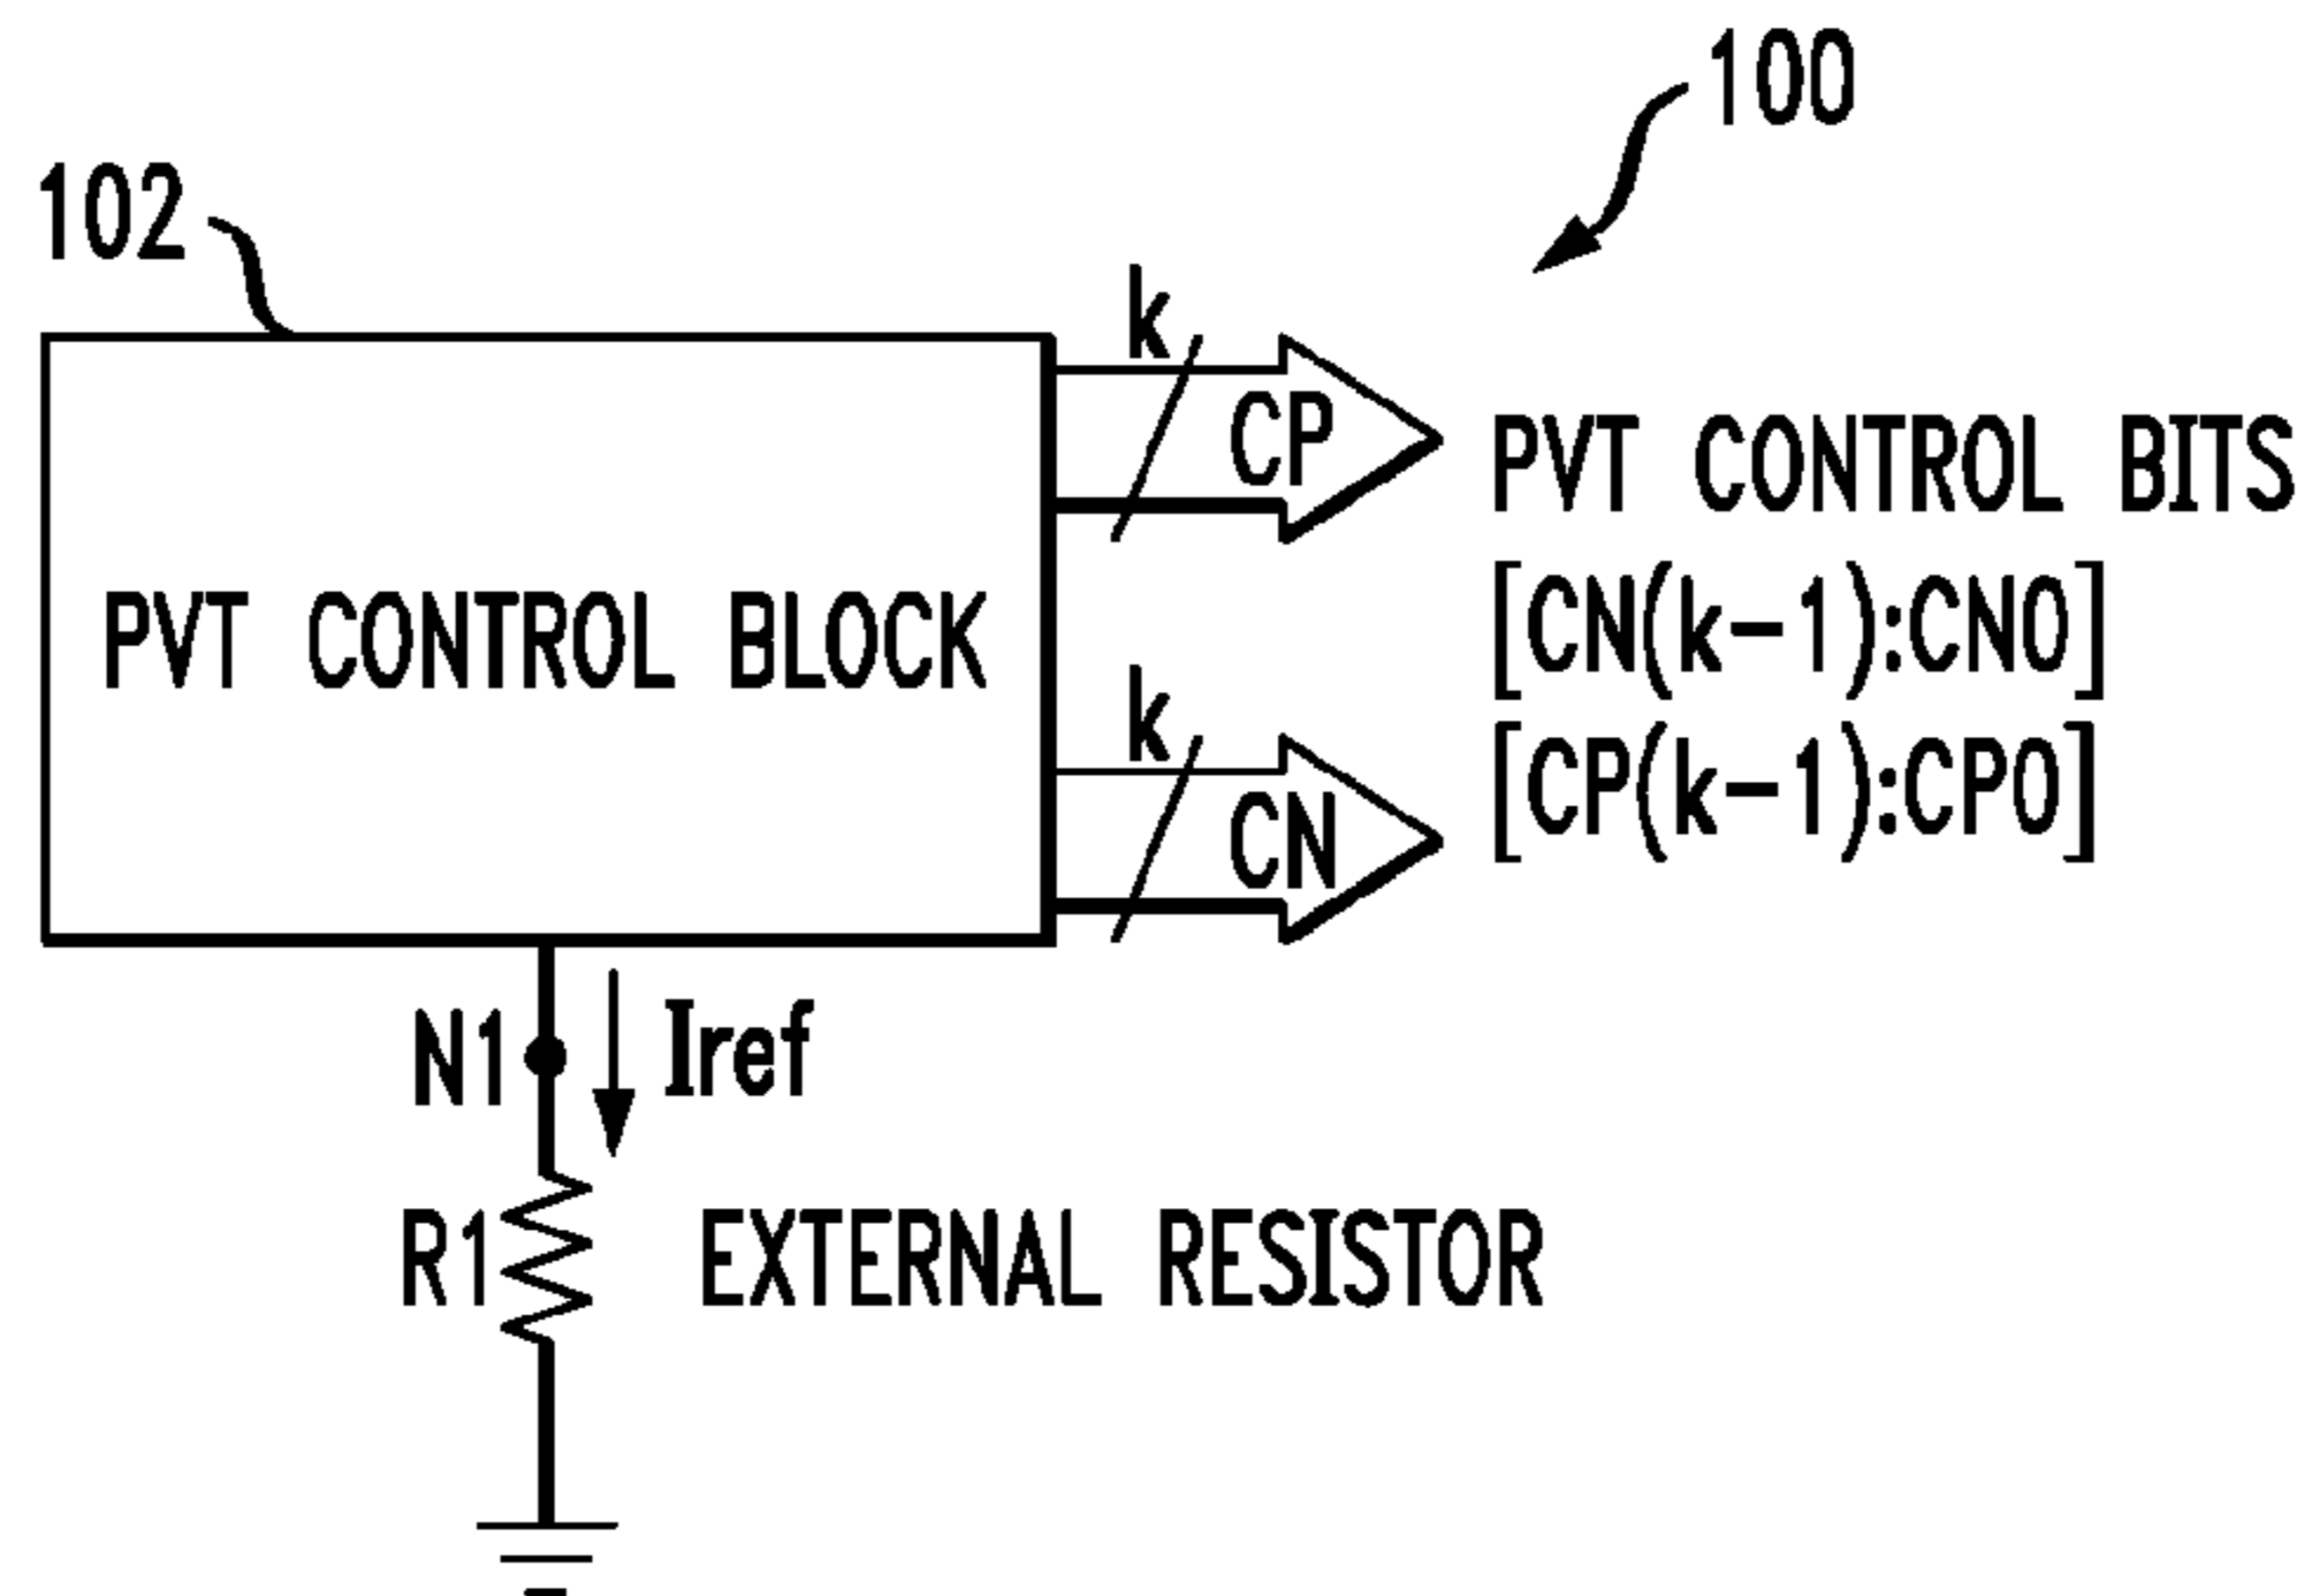 100
102
k
CP
PVT CONTROL BITS
[CN(k-1):CN0]
[CP(k-1):CP0]
PVT CONTROL BLOCK
k
CN
N1
Iref
R1
EXTERNAL RESISTOR